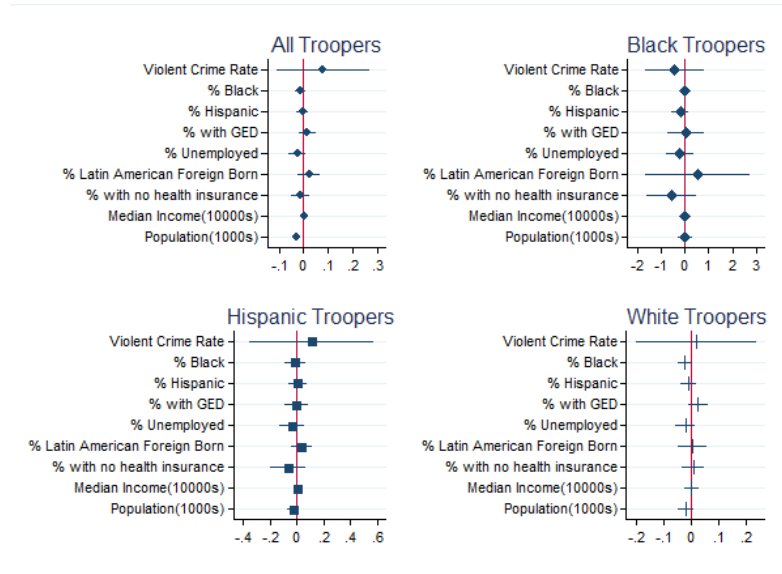 All Troopers
Violent Crime Rate
% Black
% Hispanic
% with GED
% Unemployed
% Latin American Foreign Born
% with no health insurance
Median Income(10000s)
Population(1000s)
-.1 0 .1 .2 .3
Black Troopers
Violent Crime Rate
% Black
% Hispanic
% with GED
% Unemployed
% Latin American Foreign Born
% with no health insurance
Median Income(10000s)
Population(1000s)
-2 -1 0 1 2 3
Hispanic Troopers
Violent Crime Rate
% Black
% Hispanic
% with GED
% Unemployed
% Latin American Foreign Born
% with no health insurance
Median Income(10000s)
Population(1000s)
-.4 -.2 0 .2 .4 .6
White Troopers
Violent Crime Rate
% Black
% Hispanic
% with GED
% Unemployed
% Latin American Foreign Born
% with no health insurance
Median Income(10000s)
Population(1000s)
-.2 -.1 0 .1 .2